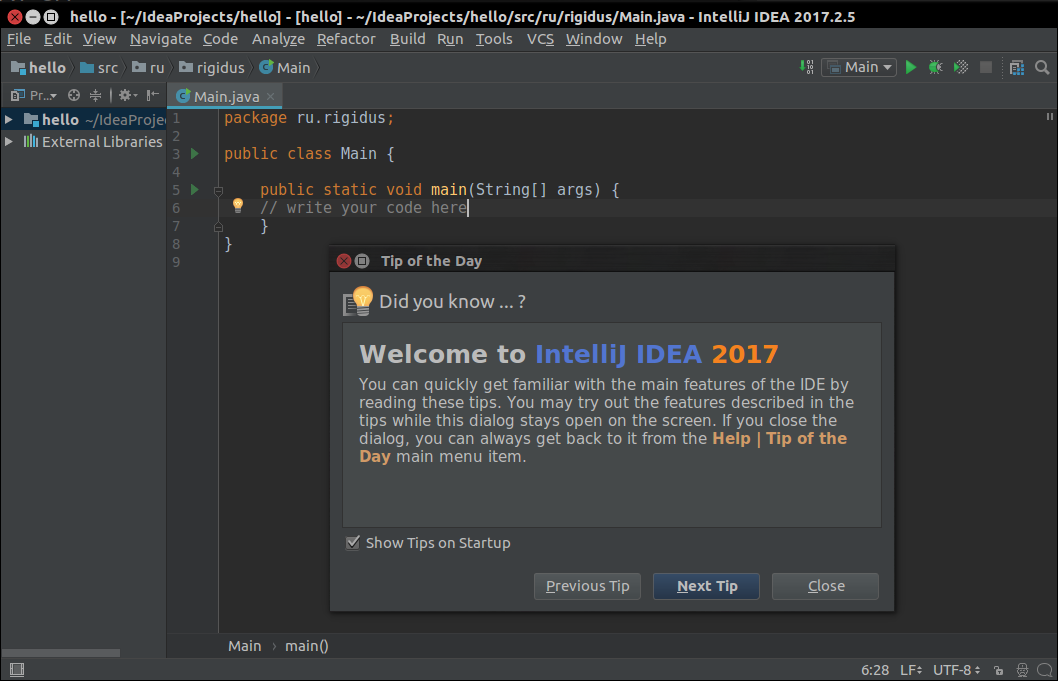 hello - [~/IdeaProjects/hello] - [hello] - ~/IdeaProjects/hello/src/ru/rigidus/Main.java - IntelliJ IDEA 2017.2.5
File Edit View Navigate Code Analyze Refactor Build Run Tools VCS Window Help
hello src ru rigidus Main Main
Pr... Main.java
hello ~/IdeaProje
External Libraries
1 package ru.rigidus;
2
3 public class Main {
4
5 public static void main(String[] args) {
6 // write your code here
7 }
8 }
9
Tip of the Day
Did you know ... ?
Welcome to IntelliJ IDEA 2017
You can quickly get familiar with the main features of the IDE by
reading these tips. You may try out the features described in the
tips while this dialog stays open on the screen. If you close the
dialog, you can always get back to it from the Help | Tip of the
Day main menu item.
Show Tips on Startup
Previous Tip Next Tip Close
Main › main()
6:28 LF UTF-8